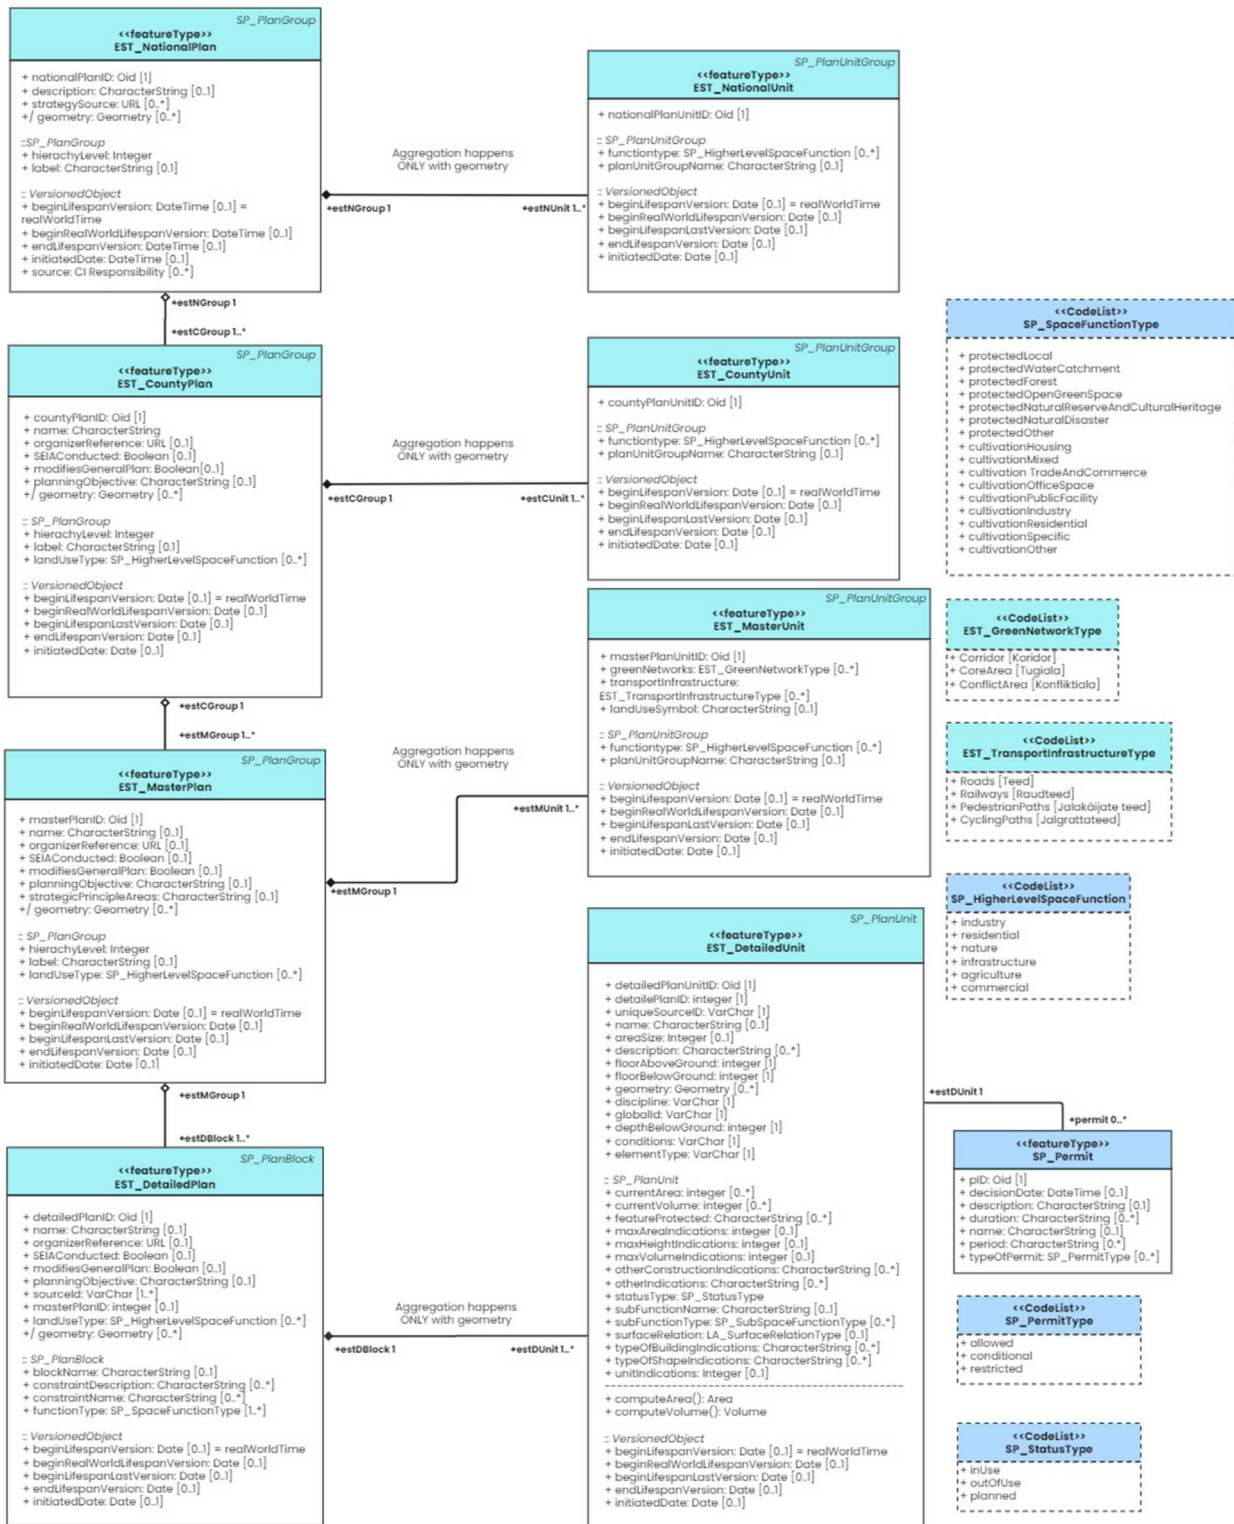 SP_PlanGroup
<<featureType>>
EST_NationalPlan
+ nationalPlanID: Oid [1]
+ description: CharacterString [0..1]
+ strategySource: URL [0..*]
+/ geometry: Geometry [0..*]
::SP_PlanGroup
+ hierachyLevel: Integer
+ label: CharacterString [0.1]
:: VersionedObject
+ beginLifespanVersion: DateTime [0..1] =
realWorldTime
+ beginRealWorldLifespanVersion: DateTime [0..1]
+ endLifespanVersion: DateTime [0..1]
+ initiatedDate: DateTime [0..1]
+ source: CI Responsibility [0..*]
Aggregation happens
ONLY with geometry
+estNGroup 1
+estNUnit 1..*
SP_PlanUnitGroup
<<featureType>>
EST_NationalUnit
+ nationalPlanUnitID: Oid [1]
:: SP_PlanUnitGroup
+ functiontype: SP_HigherLevelSpaceFunction [0..*]
+ planUnitGroupName: CharacterString [0..1]
:: VersionedObject
+ beginLifespanVersion: Date [0..1] = realWorldTime
+ beginRealWorldLifespanVersion: Date [0..1]
+ beginLifespanLastVersion: Date [0..1]
+ endLifespanVersion: Date [0..1]
+ initiatedDate: Date [0..1]
+estNGroup 1
+estCGroup 1..*
SP_PlanGroup
<<featureType>>
EST_CountyPlan
+ countyPlanID: Oid [1]
+ name: CharacterString
+ organizerReference: URL [0..1]
+ SEIAConducted: Boolean [0..1]
+ modifiesGeneralPlan: Boolean[0..1]
+ planningObjective: CharacterString [0..1]
+/ geometry: Geometry [0..*]
:: SP_PlanGroup
+ hierachyLevel: Integer
+ label: CharacterString [0.1]
+ landUseType: SP_HigherLevelSpaceFunction [0..*]
:: VersionedObject
+ beginLifespanVersion: Date [0..1] = realWorldTime
+ beginRealWorldLifespanVersion: Date [0..1]
+ beginLifespanLastVersion: Date [0..1]
+ endLifespanVersion: Date [0..1]
+ initiatedDate: Date [0..1]
Aggregation happens
ONLY with geometry
+estCGroup 1
+estCUnit 1..*
SP_PlanUnitGroup
<<featureType>>
EST_CountyUnit
+ countyPlanUnitID: Oid [1]
:: SP_PlanUnitGroup
+ functiontype: SP_HigherLevelSpaceFunction [0..*]
+ planUnitGroupName: CharacterString [0..1]
:: VersionedObject
+ beginLifespanVersion: Date [0..1] = realWorldTime
+ beginRealWorldLifespanVersion: Date [0..1]
+ beginLifespanLastVersion: Date [0..1]
+ endLifespanVersion: Date [0..1]
+ initiatedDate: Date [0..1]
<<CodeList>>
SP_SpaceFunctionType
+ protectedLocal
+ protectedWaterCatchment
+ protectedForest
+ protectedOpenGreenSpace
+ protectedNaturalReserveAndCulturalHeritage
+ protectedNaturalDisaster
+ protectedOther
+ cultivationHousing
+ cultivationMixed
+ cultivation TradeAndCommerce
+ cultivationOfficeSpace
+ cultivationPublicFacility
+ cultivationIndustry
+ cultivationResidential
+ cultivationSpecific
+ cultivationOther
+estCGroup 1
+estMGroup 1..*
SP_PlanGroup
<<featureType>>
EST_MasterPlan
+ masterPlanID: Oid [1]
+ name: CharacterString [0..1]
+ organizerReference: URL [0..1]
+ SEIAConducted: Boolean [0..1]
+ modifiesGeneralPlan: Boolean [0..1]
+ planningObjective: CharacterString [0..1]
+ strategicPrincipleAreas: CharacterString [0..1]
+/ geometry: Geometry [0..*]
:: SP_PlanGroup
+ hierachyLevel: Integer
+ label: CharacterString [0..1]
+ landUseType: SP_HigherLevelSpaceFunction [0..*]
:: VersionedObject
+ beginLifespanVersion: Date [0..1] = realWorldTime
+ beginRealWorldLifespanVersion: Date [0..1]
+ beginLifespanLastVersion: Date [0..1]
+ endLifespanVersion: Date [0..1]
+ initiatedDate: Date [0..1]
Aggregation happens
ONLY with geometry
+estMGroup 1
+estMUnit 1..*
SP_PlanUnitGroup
<<featureType>>
EST_MasterUnit
+ masterPlanUnitID: Oid [1]
+ greenNetworks: EST_GreenNetworkType [0..*]
+ transportInfrastructure:
EST_TransportInfrastructureType [0..*]
+ landUseSymbol: CharacterString [0..1]
:: SP_PlanUnitGroup
+ functiontype: SP_HigherLevelSpaceFunction [0..*]
+ planUnitGroupName: CharacterString [0..1]
:: VersionedObject
+ beginLifespanVersion: Date [0..1] = realWorldTime
+ beginRealWorldLifespanVersion: Date [0..1]
+ beginLifespanLastVersion: Date [0..1]
+ endLifespanVersion: Date [0..1]
+ initiatedDate: Date [0..1]
<<CodeList>>
EST_GreenNetworkType
+ Corridor [Koridor]
+ CoreArea [Tugiala]
+ ConflictArea [Konfliktiala]
<<CodeList>>
EST_TransportInfrastructureType
+ Roads [Teed]
+ Railways [Raudteed]
+ PedestrianPaths [Jalakäijate teed]
+ CyclingPaths [Jalgrattateed]
<<CodeList>>
SP_HigherLevelSpaceFunction
+ industry
+ residential
+ nature
+ infrastructure
+ agriculture
+ commercial
+estMGroup 1
+estDBlock 1..*
SP_PlanBlock
<<featureType>>
EST_DetailedPlan
+ detailedPlanID: Oid [1]
+ name: CharacterString [0..1]
+ organizerReference: URL [0..1]
+ SEIAConducted: Boolean [0..1]
+ modifiesGeneralPlan: Boolean [0..1]
+ planningObjective: CharacterString [0..1]
+ sourceId: VarChar [1..*]
+ masterPlanID: integer [0..1]
+ landUseType: SP_HigherLevelSpaceFunction [0..*]
+/ geometry: Geometry [0..*]
:: SP_PlanBlock
+ blockName: CharacterString [0..1]
+ constraintDescription: CharacterString [0..*]
+ constraintName: CharacterString [0..*]
+ functionType: SP_SpaceFunctionType [1..*]
:: VersionedObject
+ beginLifespanVersion: Date [0..1] = realWorldTime
+ beginRealWorldLifespanVersion: Date [0..1]
+ beginLifespanLastVersion: Date [0..1]
+ endLifespanVersion: Date [0..1]
+ initiatedDate: Date [0..1]
Aggregation happens
ONLY with geometry
+estDBlock 1
+estDUnit 1..*
SP_PlanUnit
<<featureType>>
EST_DetailedUnit
+ detailedPlanUnitID: Oid [1]
+ detailePlanID: integer [1]
+ uniqueSourceID: VarChar [1]
+ name: CharacterString [0..1]
+ areaSize: Integer [0..1]
+ description: CharacterString [0..*]
+ floorAboveGround: integer [1]
+ floorBelowGround: integer [1]
+ geometry: Geometry [0..*]
+ discipline: VarChar [1]
+ globalId: VarChar [1]
+ depthBelowGround: integer [1]
+ conditions: VarChar [1]
+ elementType: VarChar [1]
:: SP_PlanUnit
+ currentArea: integer [0..*]
+ currentVolume: integer [0..*]
+ featureProtected: CharacterString [0..*]
+ maxAreaIndications: integer [0..1]
+ maxHeightIndications: integer [0..1]
+ maxVolumeIndications: integer [0..1]
+ otherConstructionIndications: CharacterString [0..*]
+ otherIndications: CharacterString [0..*]
+ statusType: SP_StatusType
+ subFunctionName: CharacterString [0..1]
+ subFunctionType: SP_SubSpaceFunctionType [0..*]
+ surfaceRelation: LA_SurfaceRelationType [0..1]
+ typeOfBuildingIndications: CharacterString [0..*]
+ typeOfShapeIndications: CharacterString [0..*]
+ unitIndications: Integer [0..1]
+ computeArea(): Area
+ computeVolume(): Volume
:: VersionedObject
+ beginLifespanVersion: Date [0..1] = realWorldTime
+ beginRealWorldLifespanVersion: Date [0..1]
+ beginLifespanLastVersion: Date [0..1]
+ endLifespanVersion: Date [0..1]
+ initiatedDate: Date [0..1]
+estDUnit 1
+permit 0..*
<<featureType>>
SP_Permit
+ pID: Oid [1]
+ decisionDate: DateTime [0..1]
+ description: CharacterString [0.1]
+ duration: CharacterString [0..*]
+ name: CharacterString [0..1]
+ period: CharacterString [0.*]
+ typeOfPermit: SP_PermitType [0..*]
<<CodeList>>
SP_PermitType
+ allowed
+ conditional
+ restricted
<<CodeList>>
SP_StatusType
+ inUse
+ outOfUse
+ planned